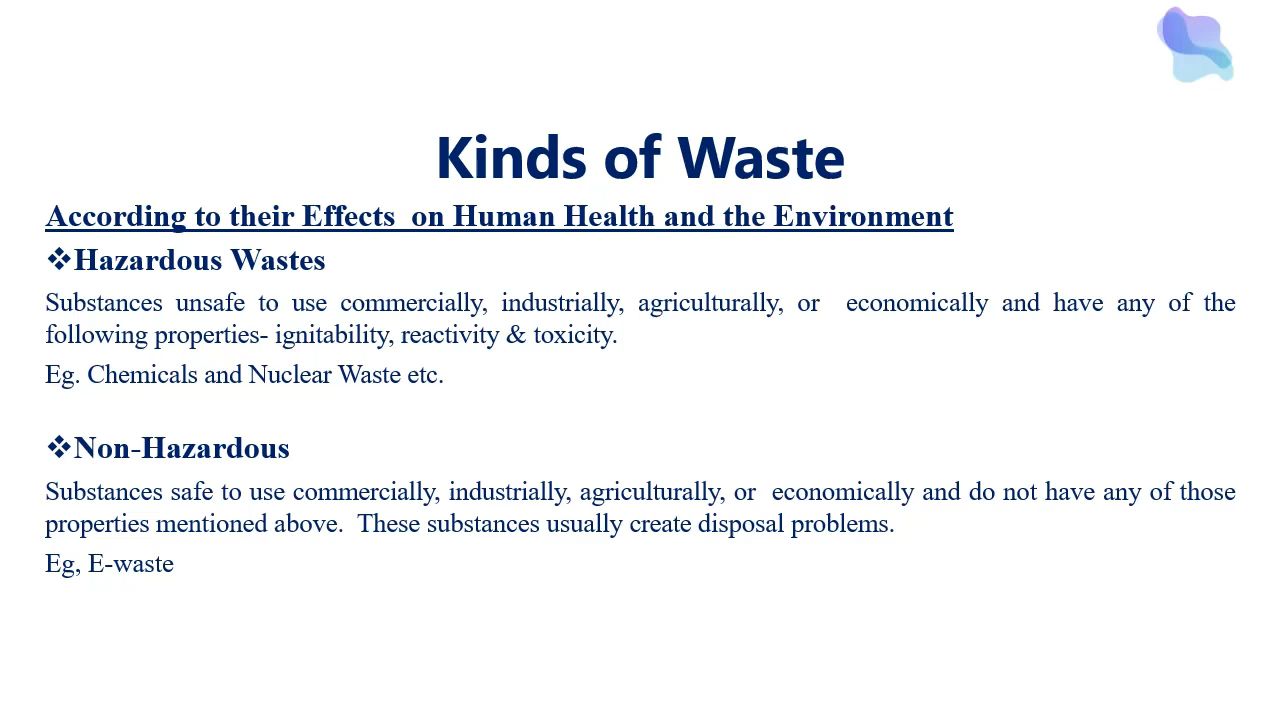 Kinds of Waste
According to their Effects  on Human Health and the Environment
❖Hazardous Wastes
Substances unsafe to use commercially, industrially, agriculturally, or  economically and have any of the
following properties- ignitability, reactivity & toxicity.
Eg. Chemicals and Nuclear Waste etc.
❖Non-Hazardous
Substances safe to use commercially, industrially, agriculturally, or  economically and do not have any of those
properties mentioned above.  These substances usually create disposal problems.
Eg, E-waste